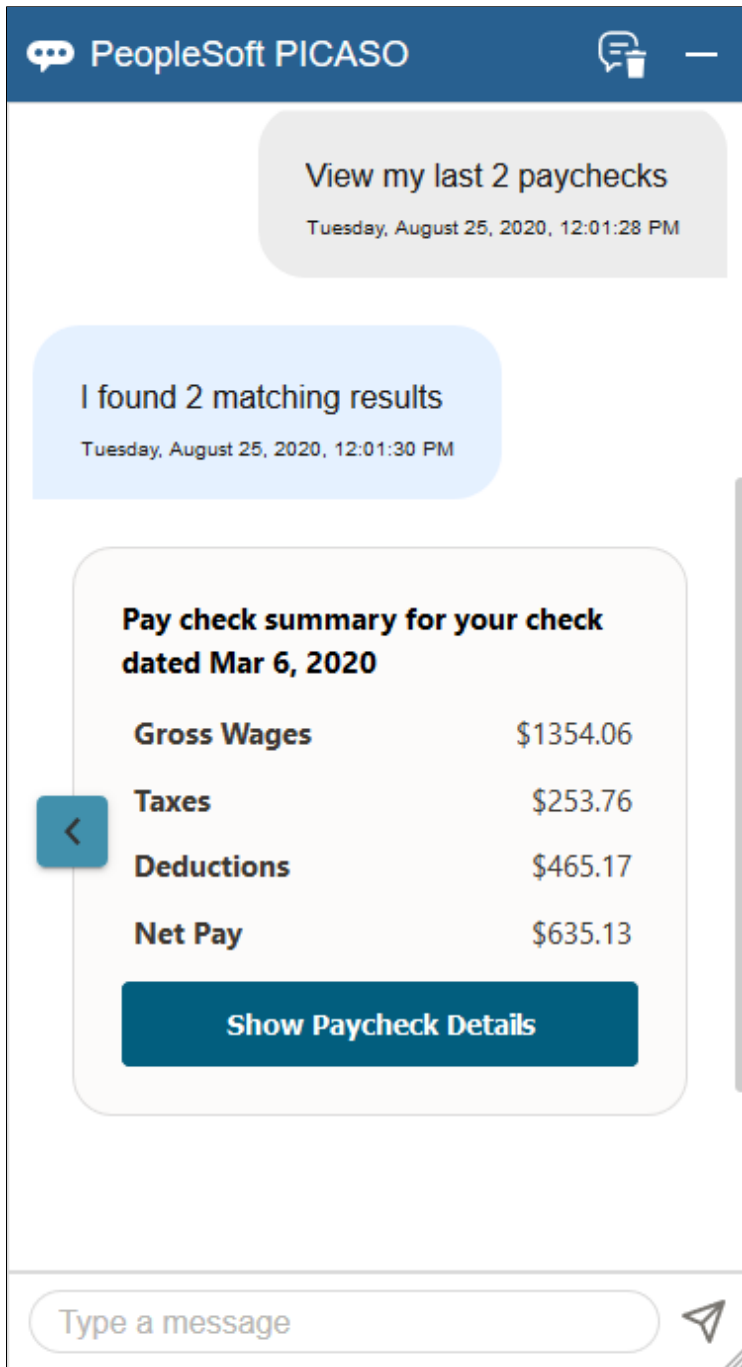 PeopleSoft PICASO
View my last 2 paychecks
Tuesday, August 25, 2020, 12:01:28 PM
I found 2 matching results
Tuesday, August 25, 2020, 12:01:30 PM
Pay check summary for your check
dated Mar 6, 2020
Gross Wages $1354.06
Taxes $253.76
Deductions $465.17
Net Pay $635.13
Show Paycheck Details
Type a message